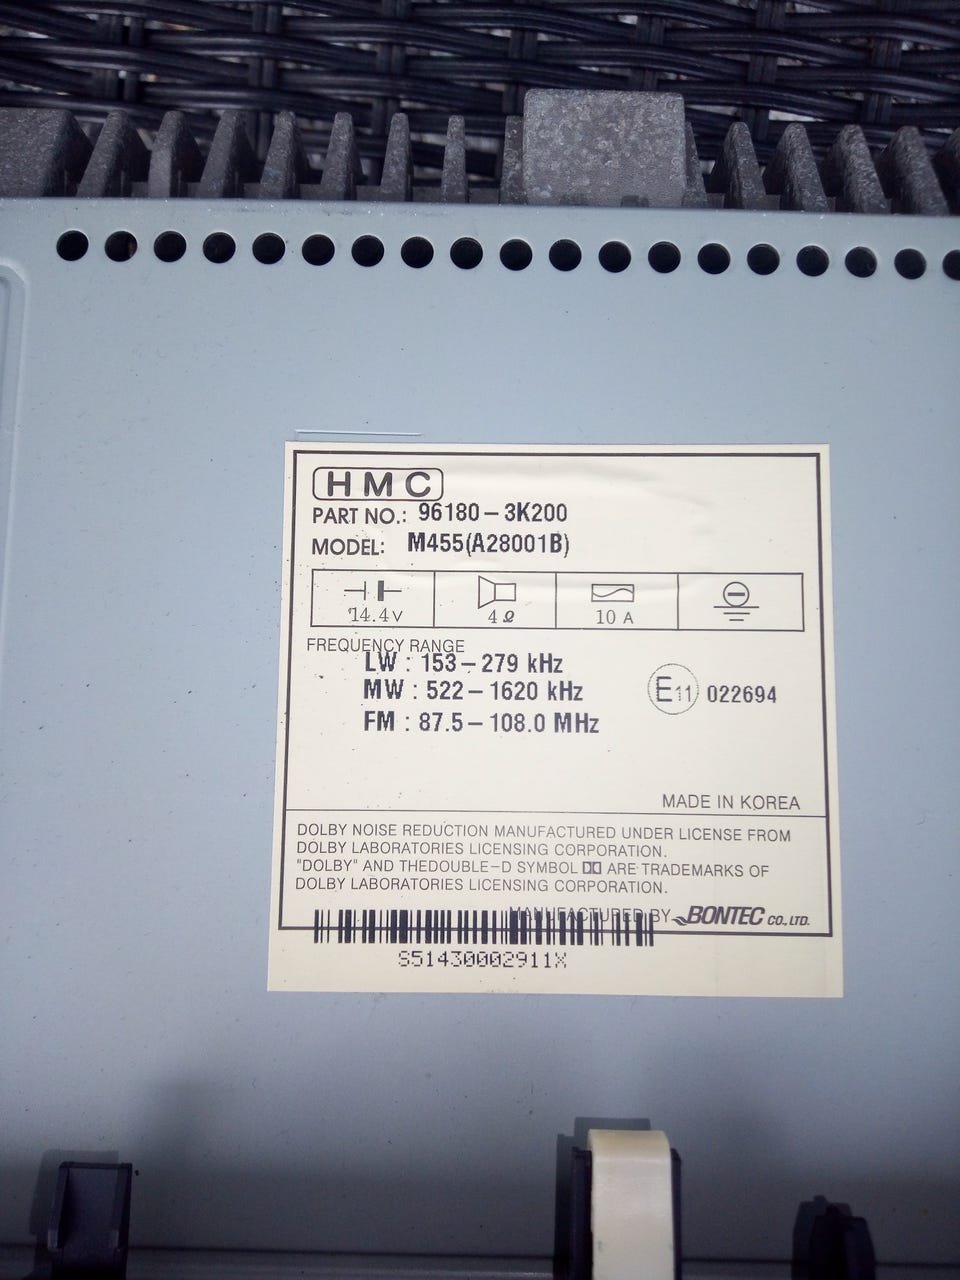 HMC
PART NO.: 96180-3K200
MODEL: M455(A28001B)
14.4V 4Ω 10 A
FREQUENCY RANGE
LW : 153-279 kHz
MW : 522-1620 kHz
E11 022694
FM : 87.5-108.0 MHz
MADE IN KOREA
DOLBY NOISE REDUCTION MANUFACTURED UNDER LICENSE FROM
DOLBY LABORATORIES LICENSING CORPORATION.
"DOLBY" AND THEDOUBLE-D SYMBOL ARE TRADEMARKS OF
DOLBY LABORATORIES LICENSING CORPORATION.
MANUFACTURED BY BONTEC CO., LTD.
S51430002911X